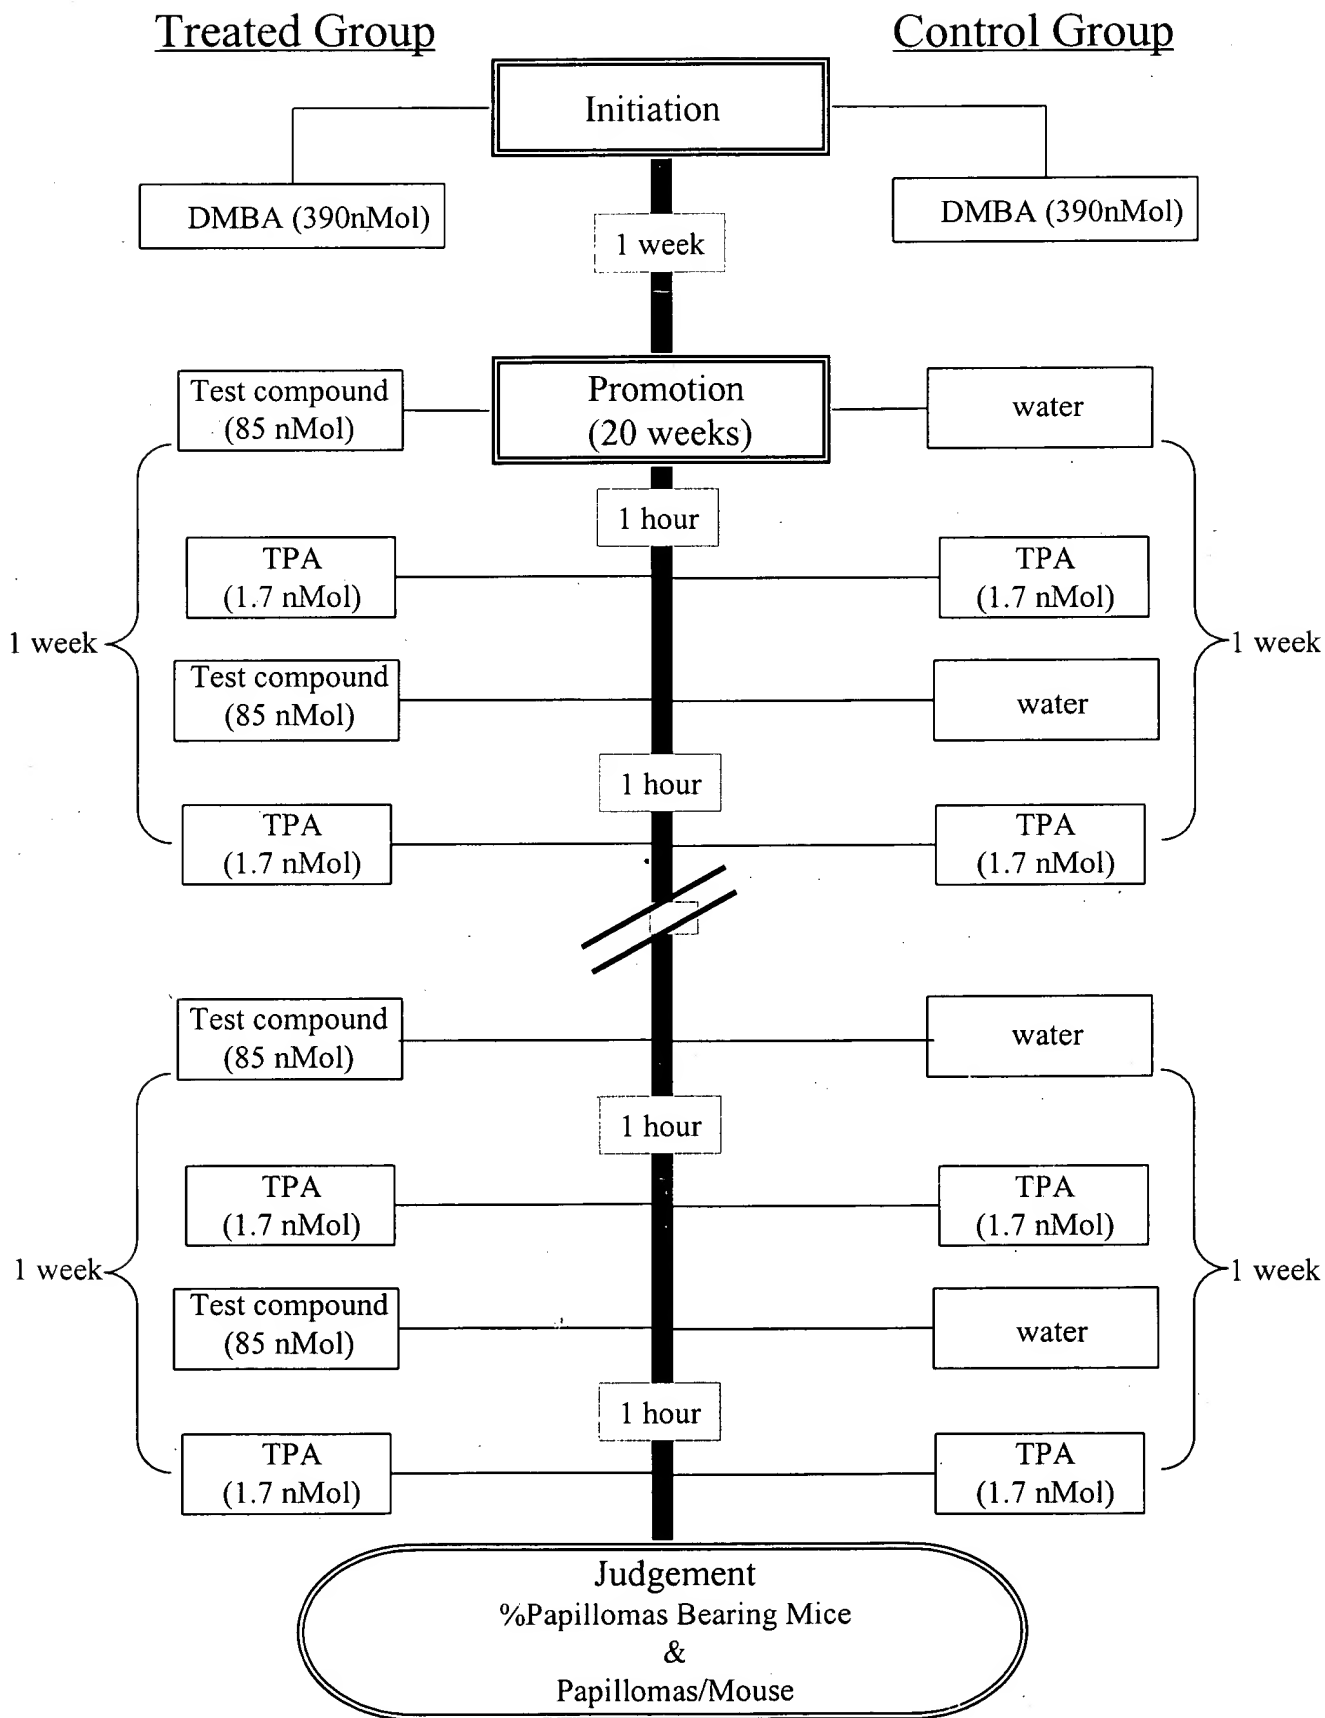 Treated Group
Control Group
Initiation
DMBA (390nMol)
DMBA (390nMol)
1 week
Test compound
(85 nMol)
Promotion
(20 weeks)
water
1 hour
TPA
(1.7 nMol)
TPA
(1.7 nMol)
1 week
1 week
Test compound
(85 nMol)
water
1 hour
TPA
(1.7 nMol)
TPA
(1.7 nMol)
Test compound
(85 nMol)
water
1 hour
TPA
(1.7 nMol)
TPA
(1.7 nMol)
1 week
1 week
Test compound
(85 nMol)
water
1 hour
TPA
(1.7 nMol)
TPA
(1.7 nMol)
Judgement
%Papillomas Bearing Mice
&
Papillomas/Mouse